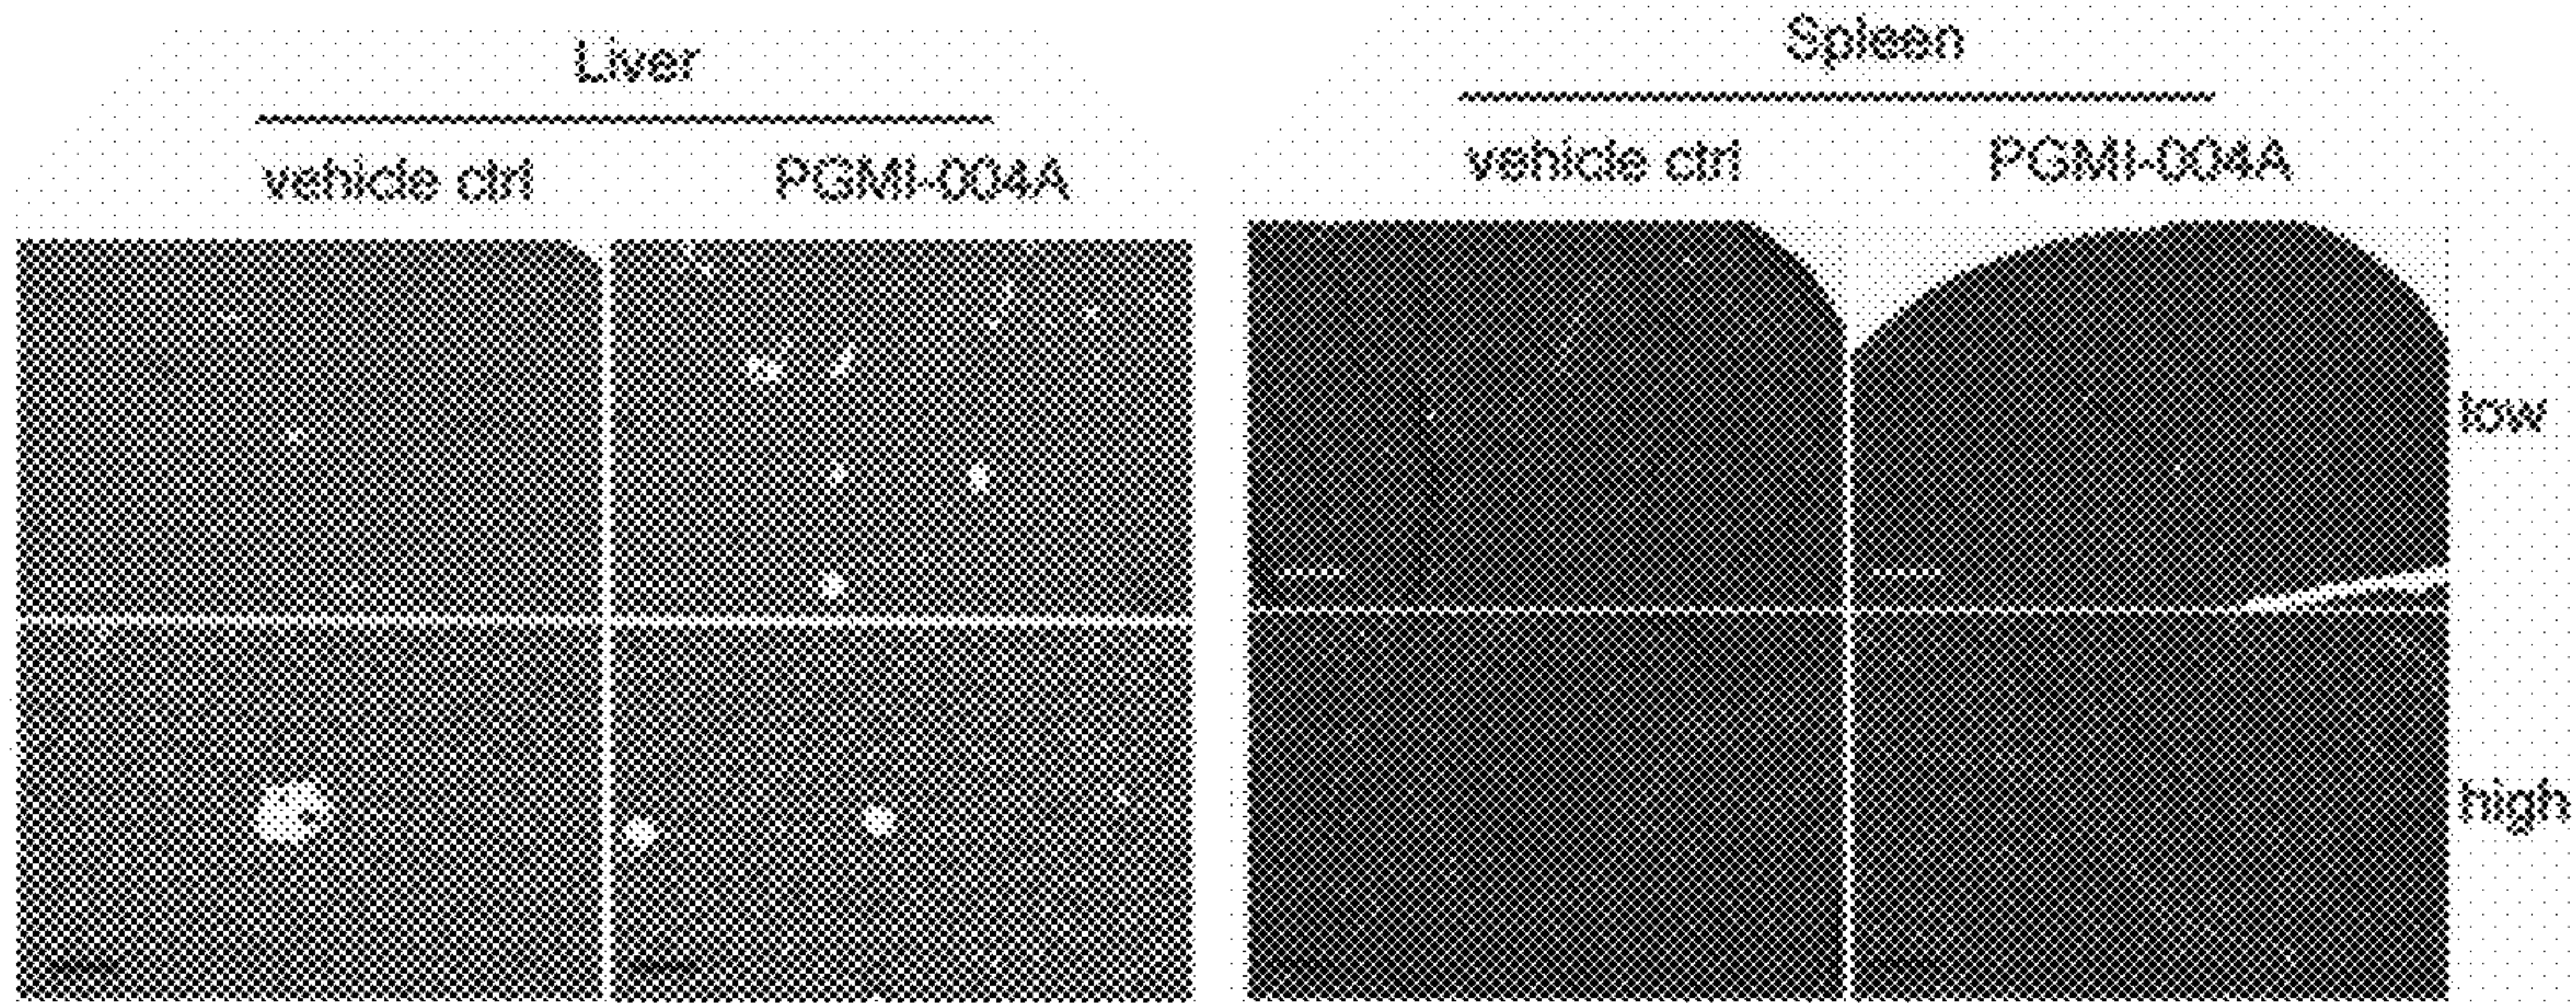 Liver
vehicle ctrl PGMI-004A
Spleen
vehicle ctrl PGMI-004A
low
high